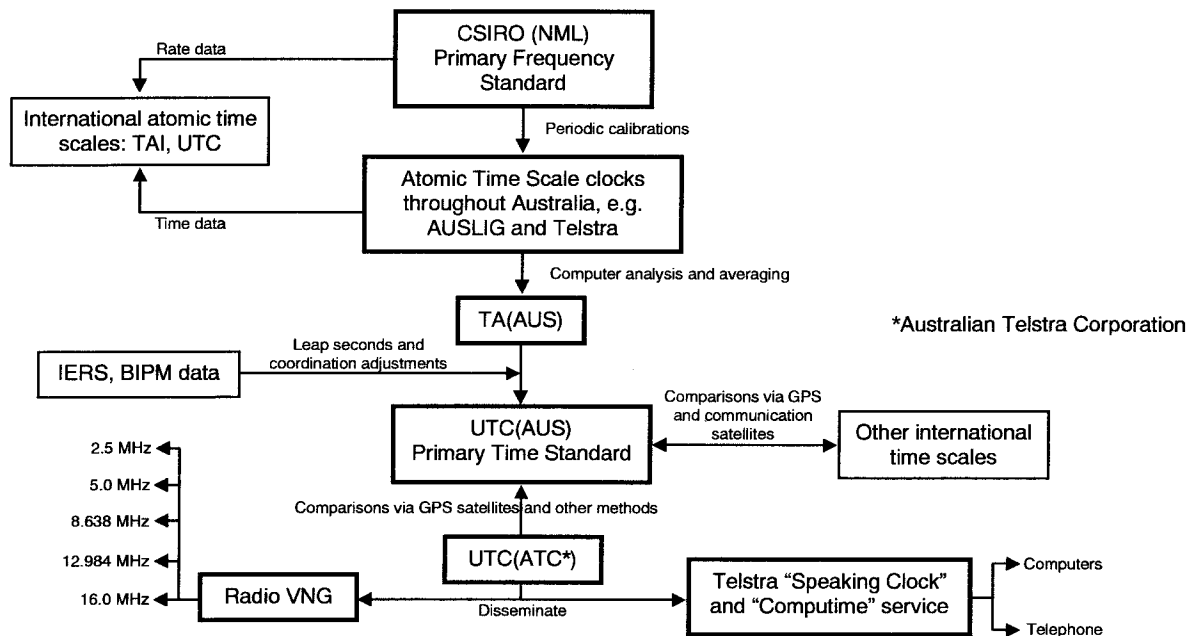 CSIRO (NML)
Primary Frequency
Standard
Rate data
International atomic time
scales: TAI, UTC
Periodic calibrations
Atomic Time Scale clocks
throughout Australia, e.g.
AUSLIG and Telstra
Time data
Computer analysis and averaging
TA(AUS)
*Australian Telstra Corporation
Leap seconds and
coordination adjustments
IERS, BIPM data
Comparisons via GPS
and communication
satellites
UTC(AUS)
Primary Time Standard
Other international
time scales
2.5 MHz
5.0 MHz
8.638 MHz
12.984 MHz
16.0 MHz
Comparisons via GPS satellites and other methods
UTC(ATC*)
Radio VNG
Disseminate
Telstra “Speaking Clock”
and “Computime” service
Computers
Telephone